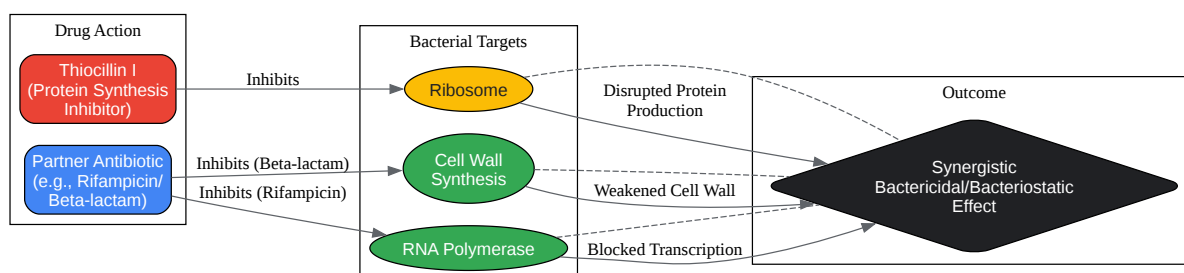 Drug Action
Thiocillin I
(Protein Synthesis
Inhibitor)
Partner Antibiotic
(e.g., Rifampicin/
Beta-lactam)
Inhibits
Inhibits (Beta-lactam)
Inhibits (Rifampicin)
Bacterial Targets
Ribosome
Cell Wall
Synthesis
RNA Polymerase
Disrupted Protein
Production
Weakened Cell Wall
Blocked Transcription
Outcome
Synergistic
Bactericidal/Bacteriostatic
Effect